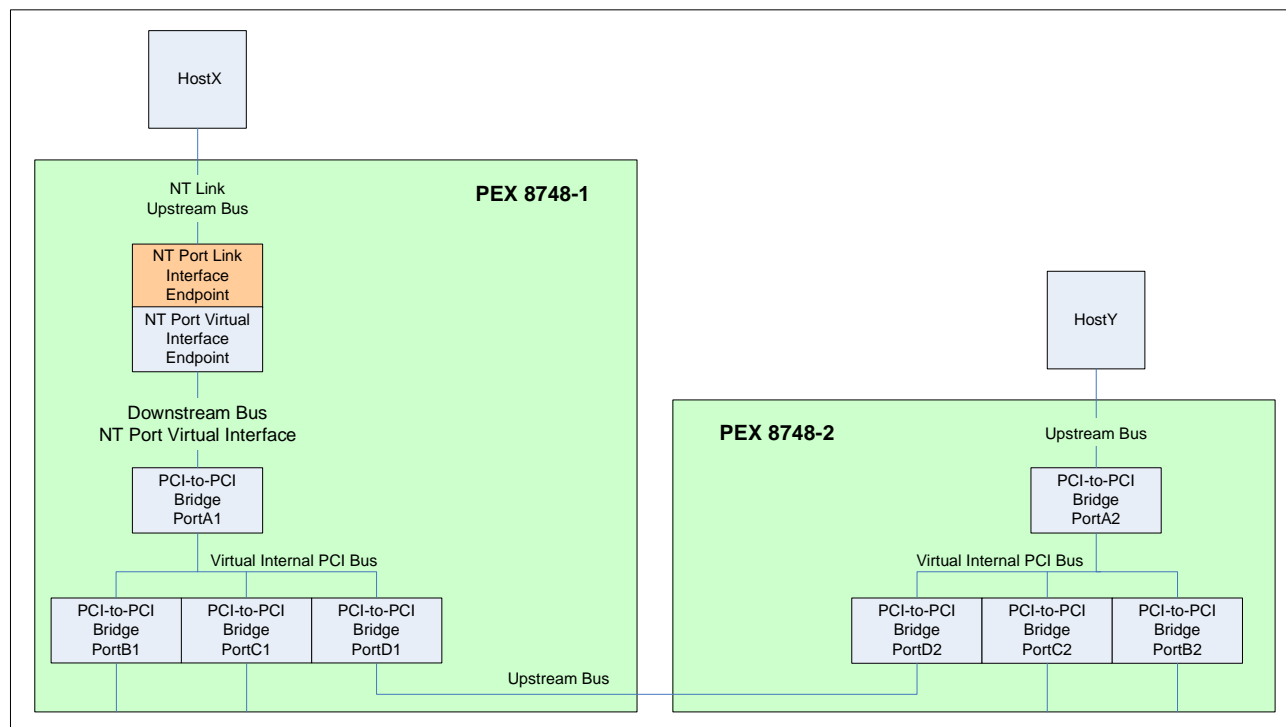 HostX
PEX 8748-1
NT Link
Upstream Bus
NT Port Link
Interface
Endpoint
NT Port Virtual
Interface
Endpoint
Downstream Bus
NT Port Virtual Interface
PCI-to-PCI
Bridge
PortA1
Virtual Internal PCI Bus
PCI-to-PCI
Bridge
PortB1
PCI-to-PCI
Bridge
PortC1
PCI-to-PCI
Bridge
PortD1
Upstream Bus
HostY
PEX 8748-2
Upstream Bus
PCI-to-PCI
Bridge
PortA2
Virtual Internal PCI Bus
PCI-to-PCI
Bridge
PortD2
PCI-to-PCI
Bridge
PortC2
PCI-to-PCI
Bridge
PortB2